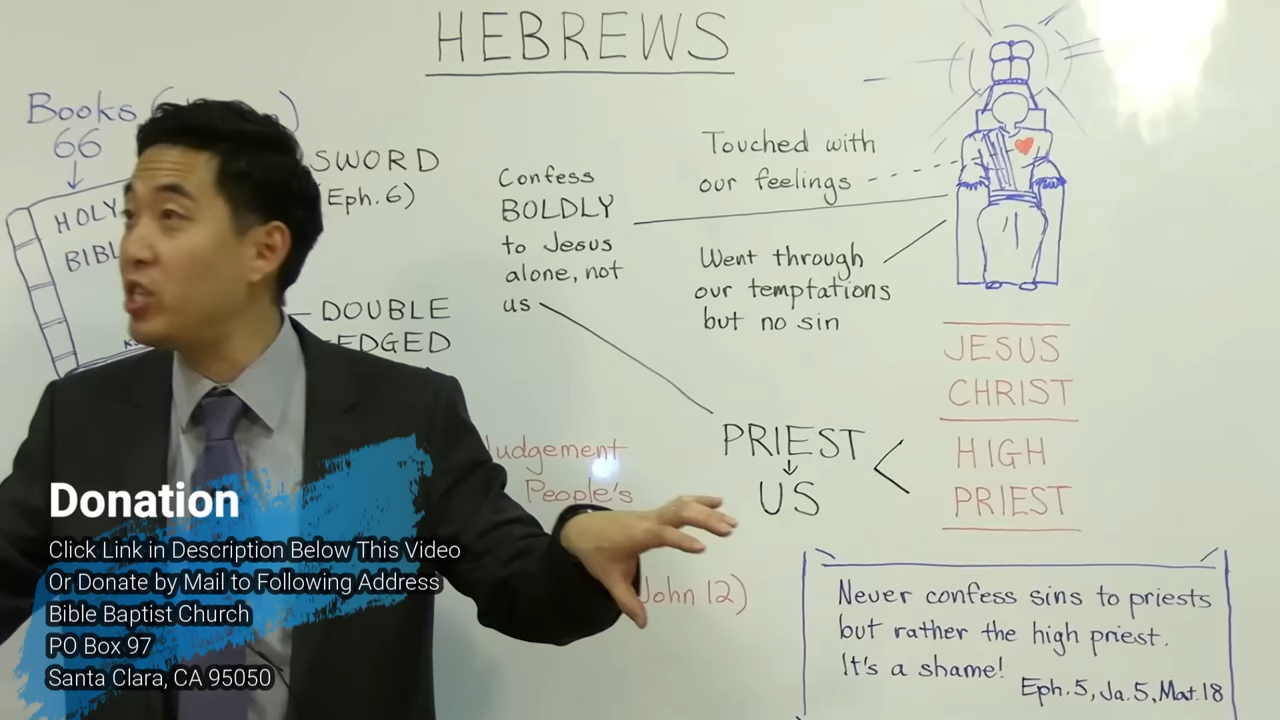 HEBREWS
Books
66
HOLY
SWORD
(Eph. 6)
DOUBLE
EDGED
Confess
BOLDLY
to Jesus
alone, not
us
Touched with
our feelings
Went through
our temptations
but no sin
JESUS
CHRIST
HIGH
PRIEST
PRIEST
US
Judgement
People's
John 12)
Never confess sins to priests
but rather the high priest.
It's a shame!
Eph. 5, Ja. 5, Mat. 18
Donation
Click Link in Description Below This Video
Or Donate by Mail to Following Address
Bible Baptist Church
PO Box 97
Santa Clara, CA 95050